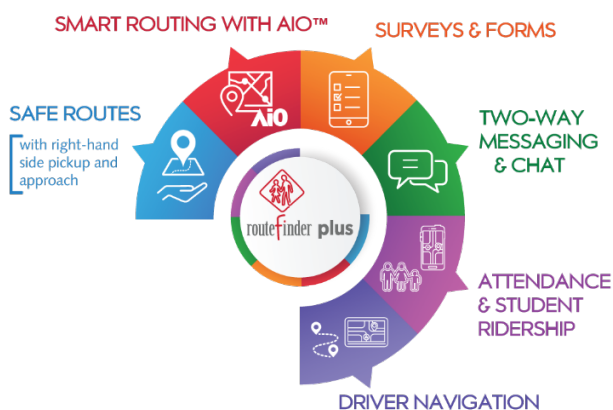 SMART ROUTING WITH AIO™
SURVEYS & FORMS
SAFE ROUTES
with right-hand
side pickup and
approach
AiO
TWO-WAY
MESSAGING
& CHAT
routefinder plus
ATTENDANCE
& STUDENT
RIDERSHIP
DRIVER NAVIGATION